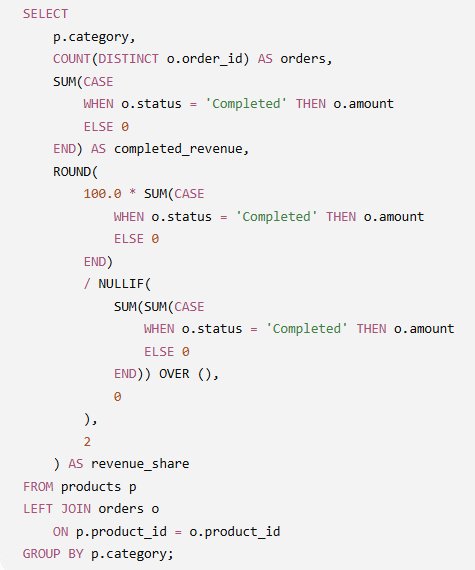 SELECT
    p.category,
    COUNT(DISTINCT o.order_id) AS orders,
    SUM(CASE
        WHEN o.status = 'Completed' THEN o.amount
        ELSE 0
    END) AS completed_revenue,
    ROUND(
        100.0 * SUM(CASE
            WHEN o.status = 'Completed' THEN o.amount
            ELSE 0
        END)
        / NULLIF(
            SUM(SUM(CASE
                WHEN o.status = 'Completed' THEN o.amount
                ELSE 0
            END)) OVER (),
            0
        ),
        2
    ) AS revenue_share
FROM products p
LEFT JOIN orders o
    ON p.product_id = o.product_id
GROUP BY p.category;